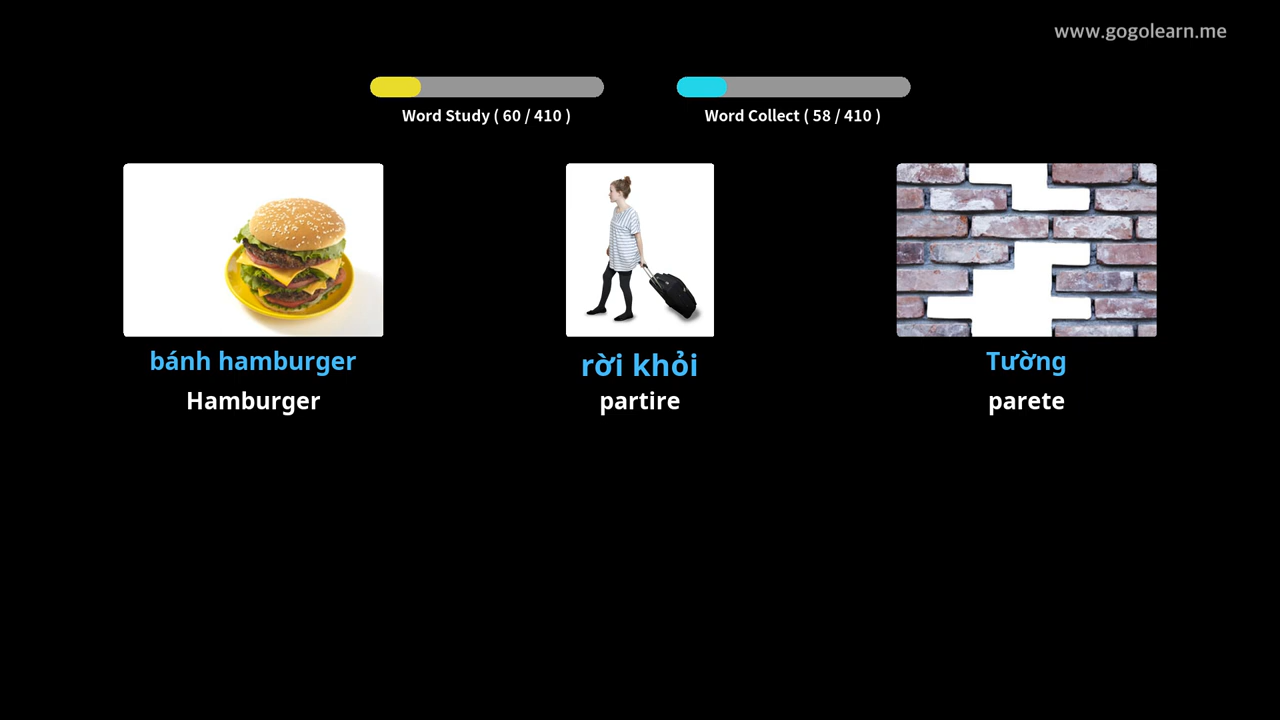 www.gogolearn.me
Word Study ( 60 / 410 )
Word Collect ( 58 / 410 )
bánh hamburger
Hamburger
rời khỏi
partire
Tường
parete